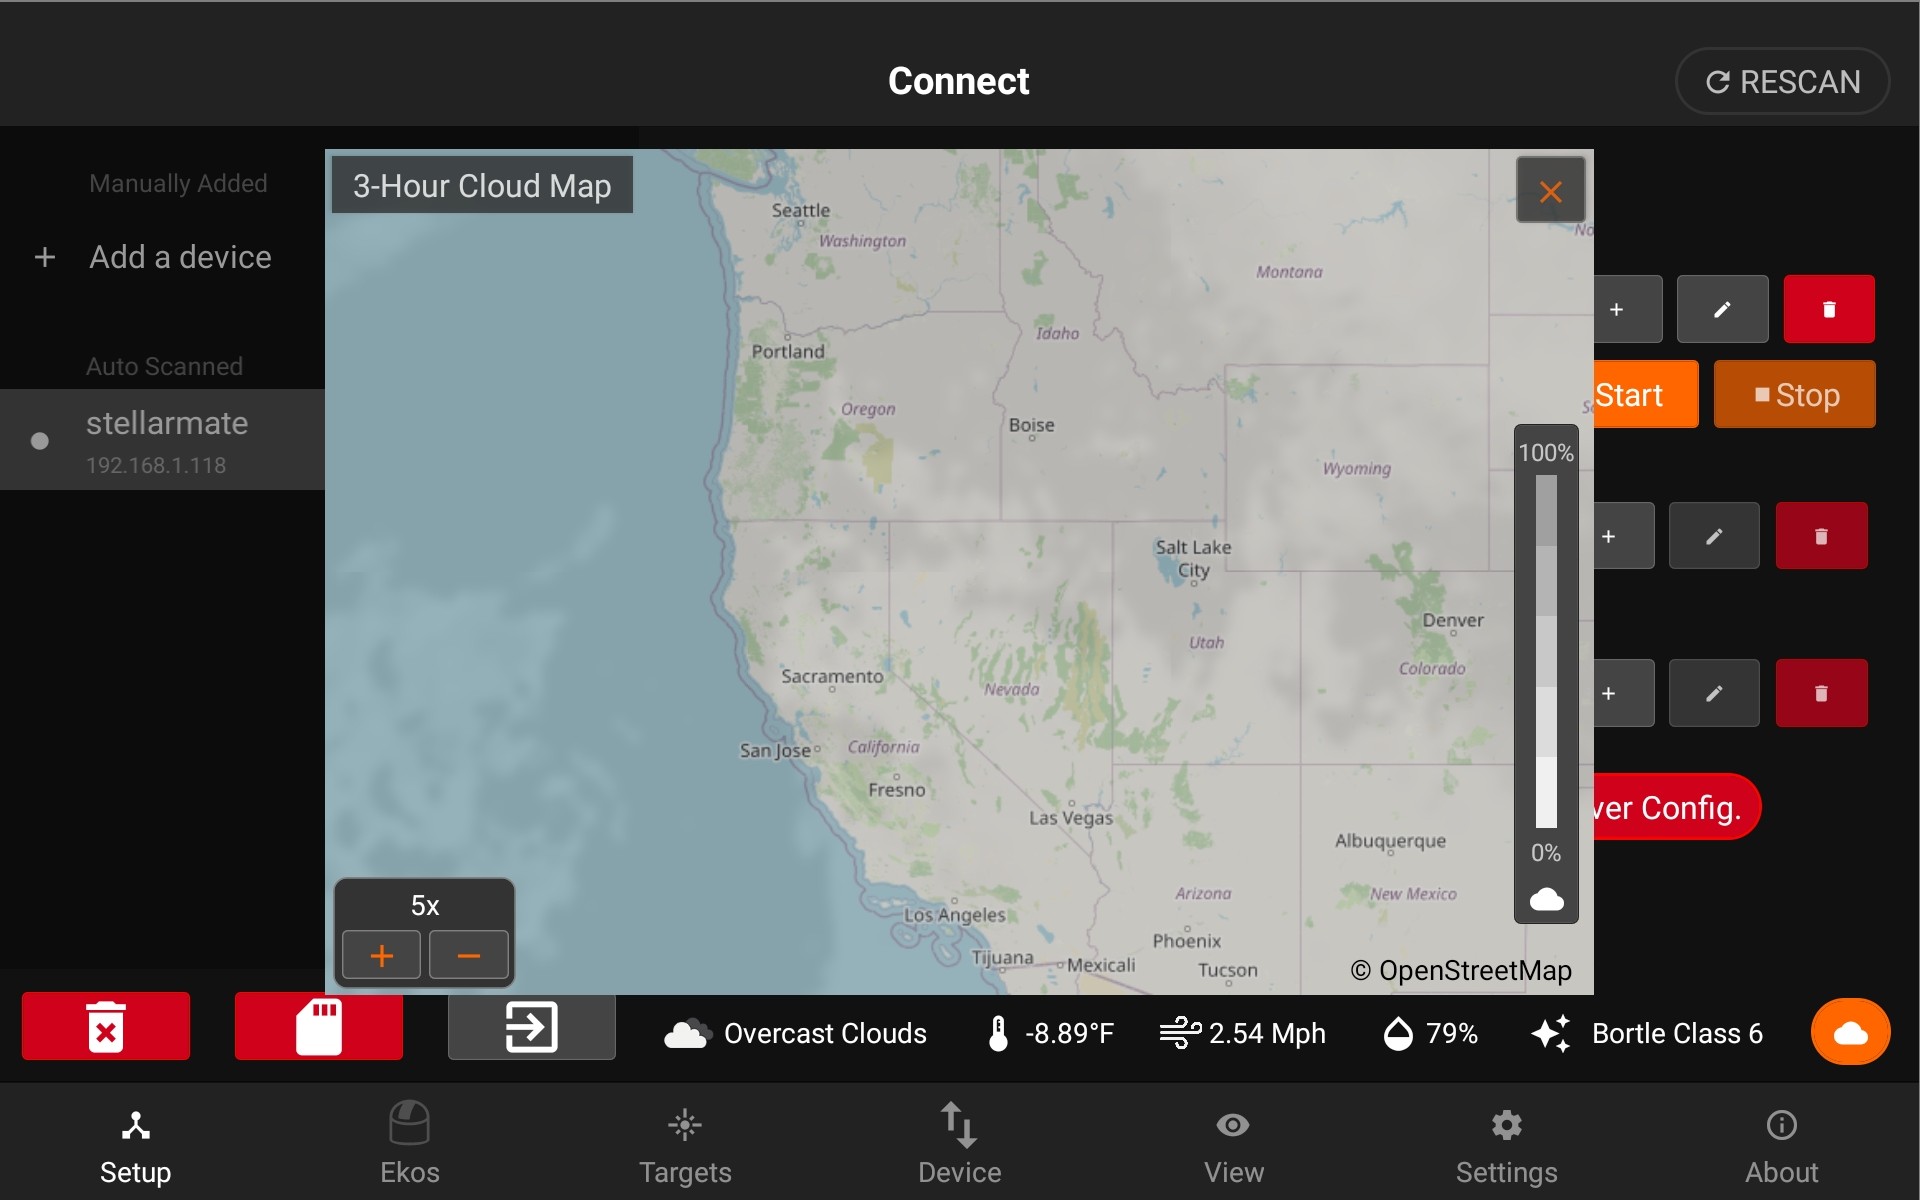 Connect
RESCAN
Manually Added
Add a device
Auto Scanned
stellarmate
192.168.1.118
3-Hour Cloud Map
Seattle
Washington
Montana
No
Idaho
Portland
Oregon
Boise
Wyoming
Salt Lake
City
Utah
Denver
Colorado
Sacramento
Nevada
San Jose
California
Fresno
Las Vegas
Albuquerque
Arizona
New Mexico
Los Angeles
Phoenix
Tijuana
Mexicali
Tucson
© OpenStreetMap
100%
0%
5x
+
−
Start
Stop
ver Config.
Overcast Clouds
-8.89°F
2.54 Mph
79%
Bortle Class 6
Setup
Ekos
Targets
Device
View
Settings
About